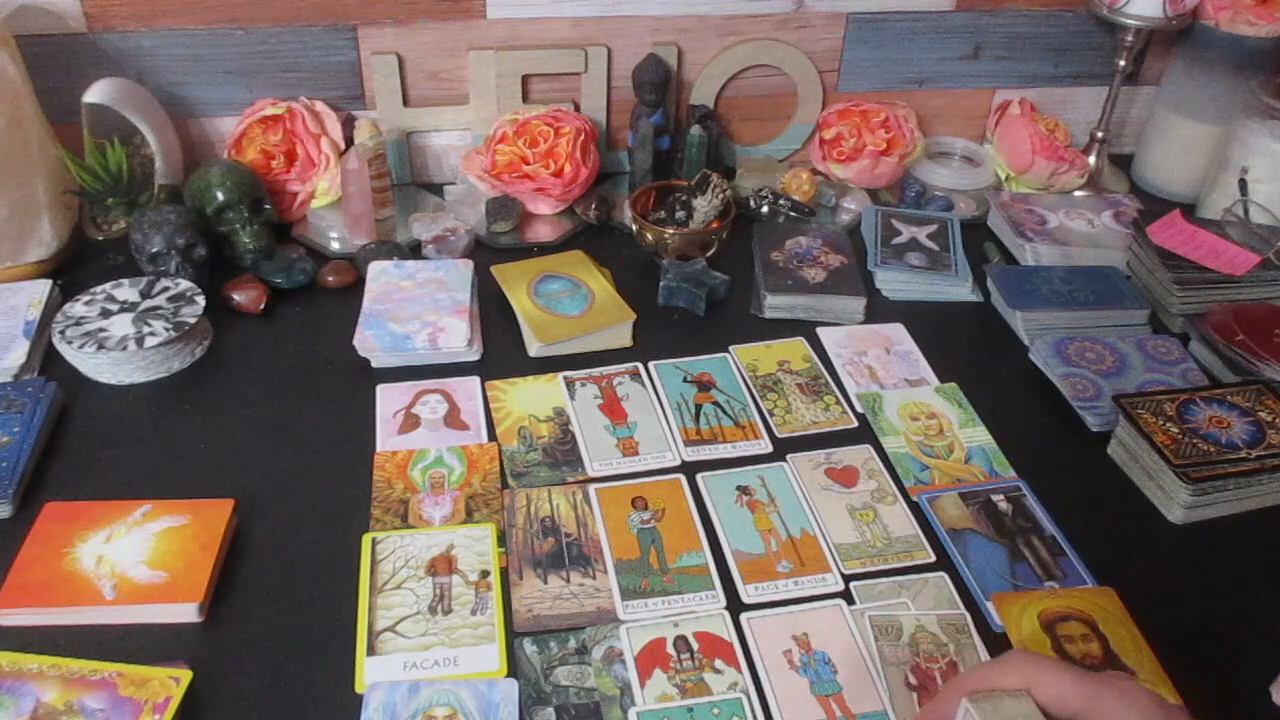 HELLO
THE HANGED ONE
SEVEN of WANDS
PAGE of PENTACLES
PAGE of WANDS
FACADE